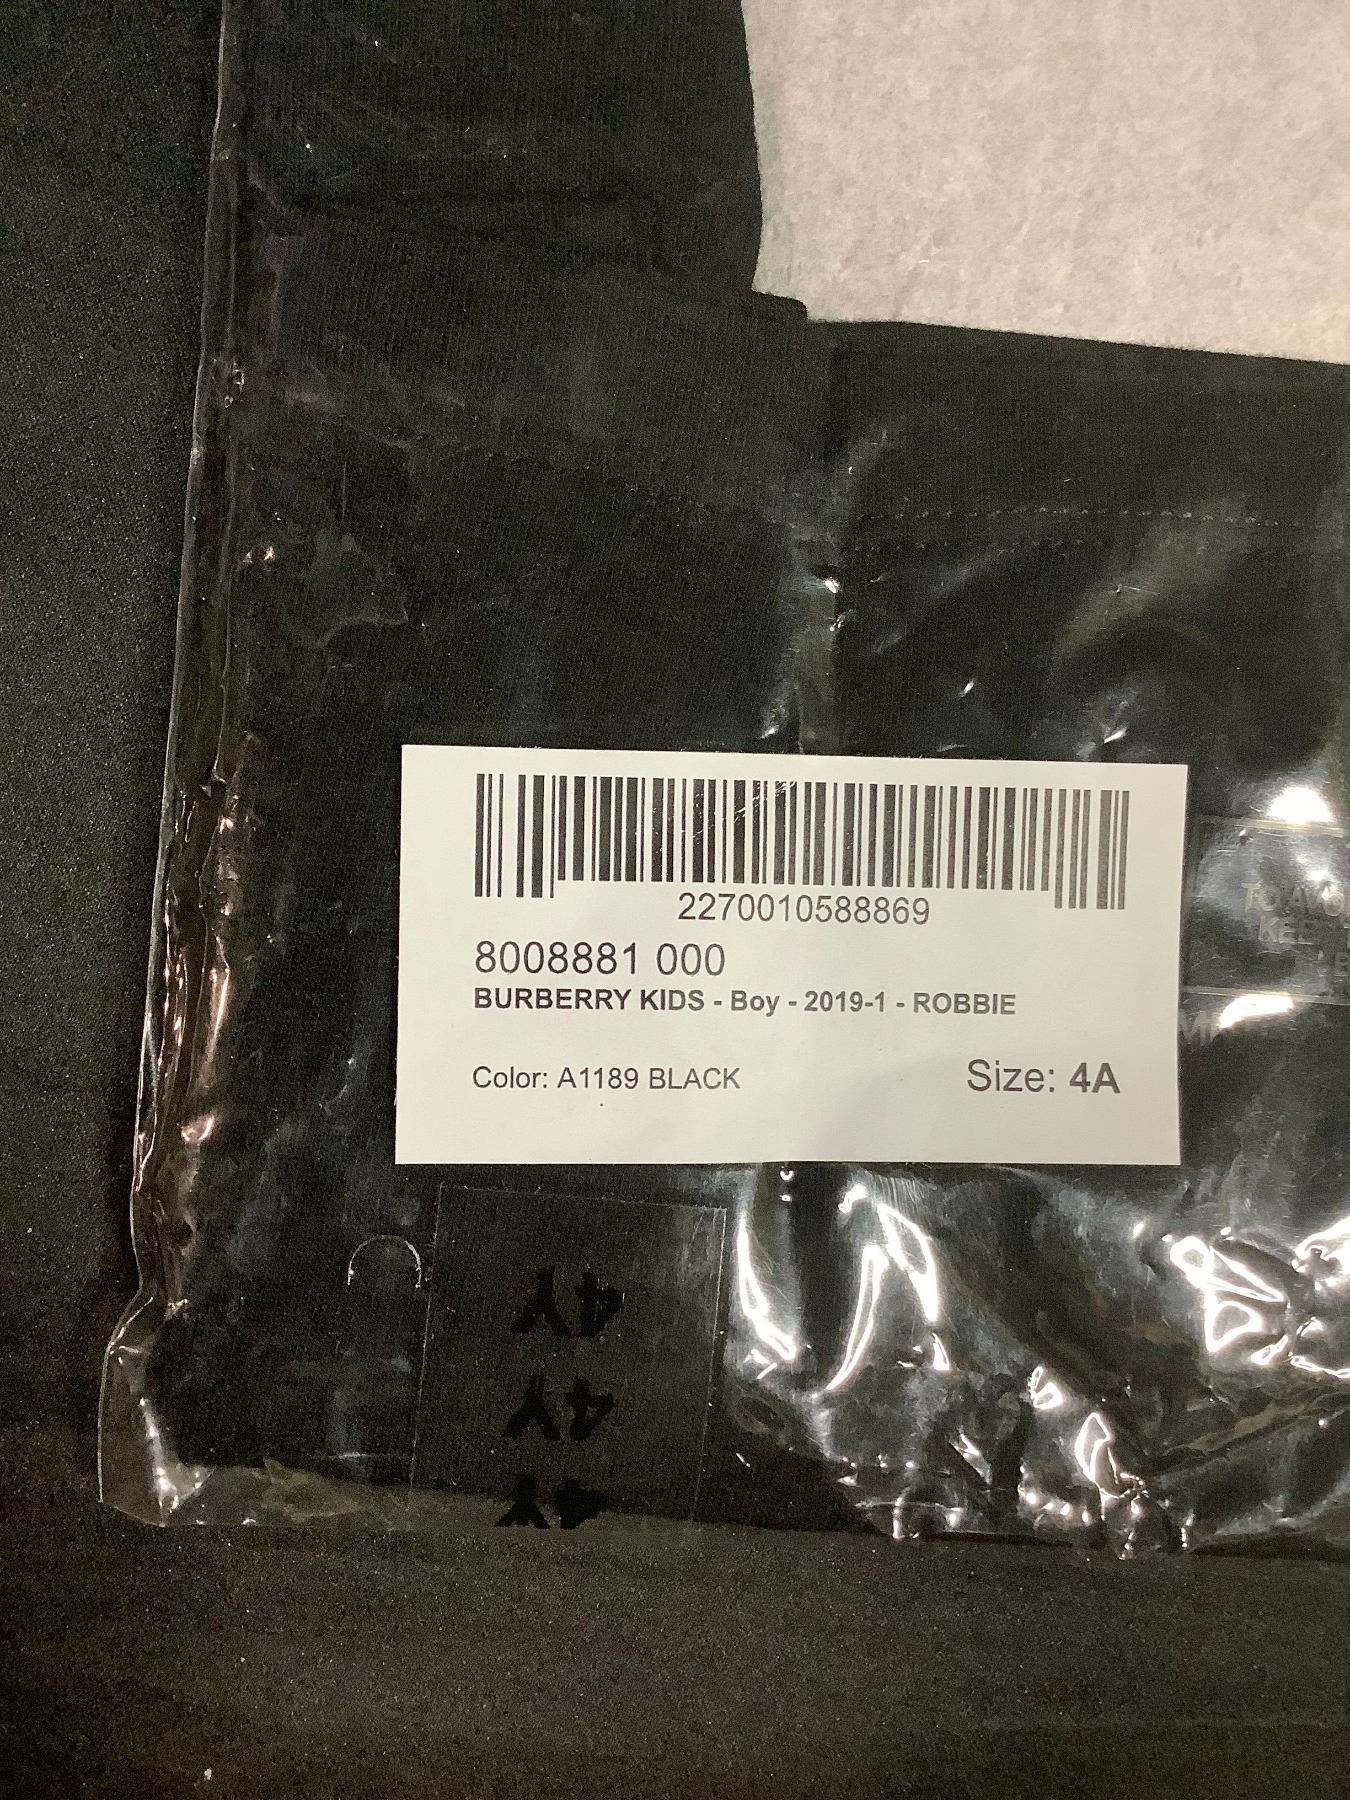 2270010588869
8008881 000
BURBERRY KIDS - Boy - 2019-1 - ROBBIE
Color: A1189 BLACK
Size: 4A
4Y
4Y
4Y